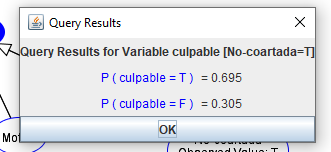 Query Results
Query Results for Variable culpable [No-coartada=T]
P ( culpable = T ) = 0.695
P ( culpable = F ) = 0.305
OK
Mot
No-coartada
Observed Value: T